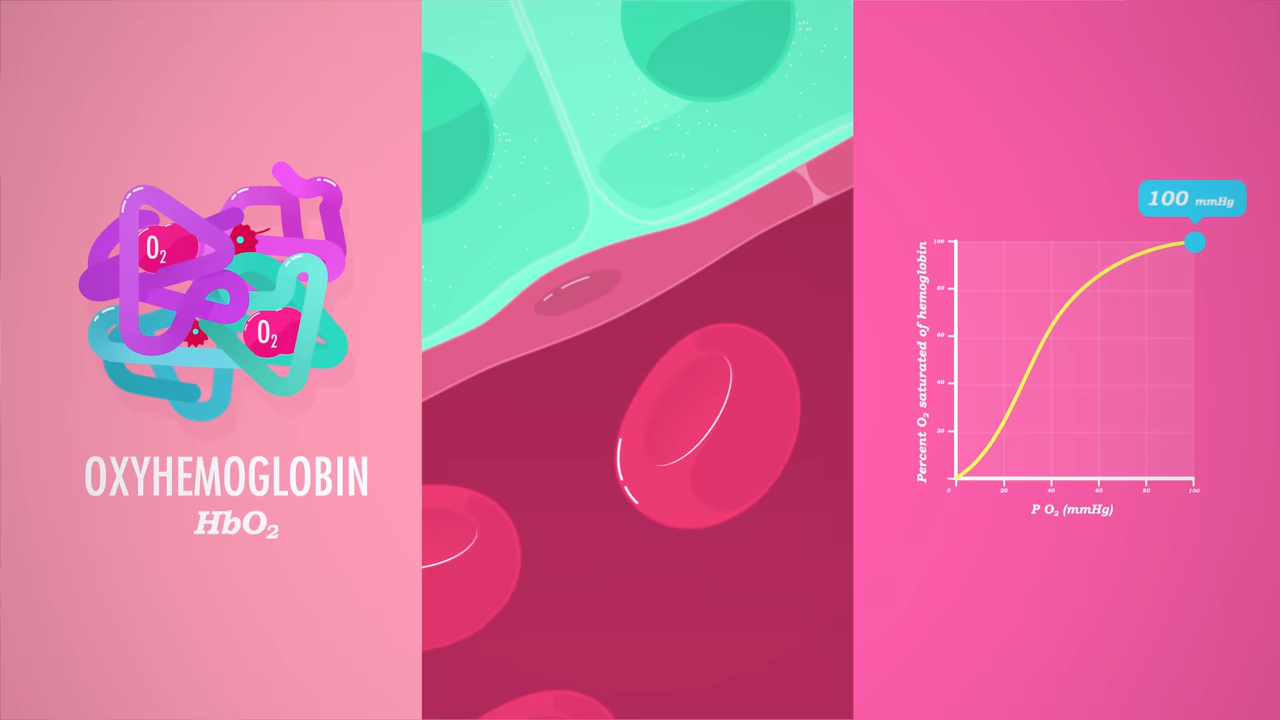 O₂
O₂
OXYHEMOGLOBIN
HbO₂
100 mmHg
Percent O₂ saturated of hemoglobin
100
80
60
40
20
0
20
40
60
80
100
P O₂ (mmHg)